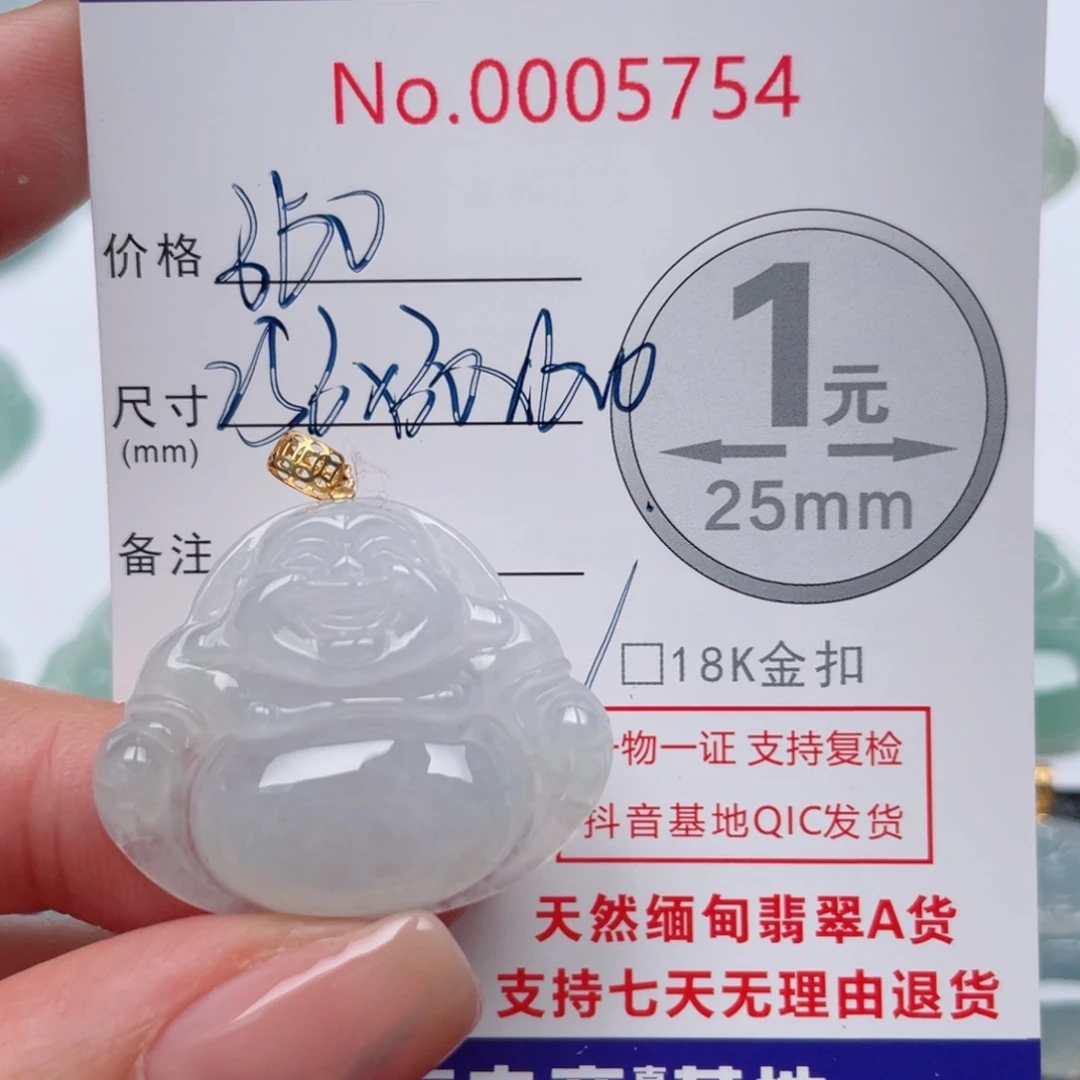 No.0005754
价格 650
尺寸
(mm)
备注
1元
25mm
□18K金扣
物一证 支持复检
抖音基地QIC发货
天然缅甸翡翠A货
支持七天无理由退货